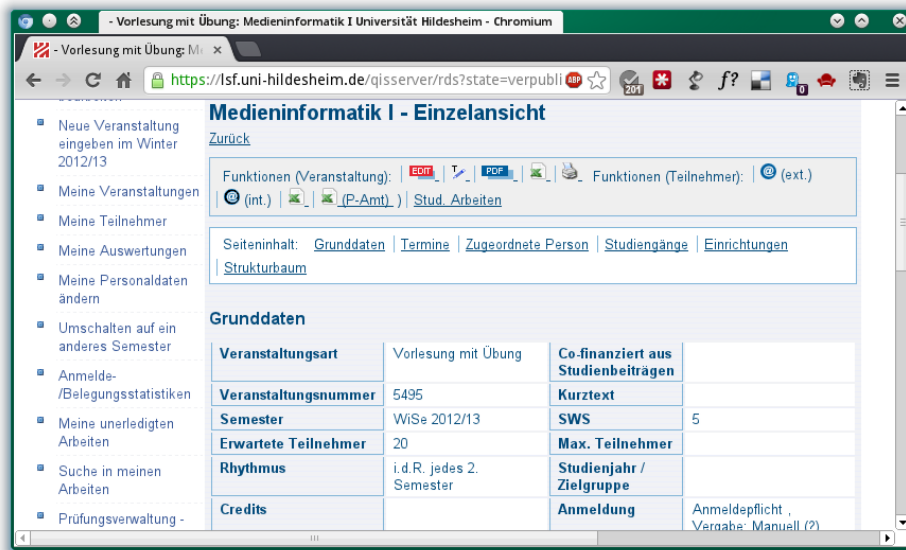 - Vorlesung mit Übung: Medieninformatik I Universität Hildesheim - Chromium
- Vorlesung mit Übung: Me
https://lsf.uni-hildesheim.de/qisserver/rds?state=verpubli
ABP
201
f?
0
Neue Veranstaltung
eingeben im Winter
2012/13
Meine Veranstaltungen
Meine Teilnehmer
Meine Auswertungen
Meine Personaldaten
ändern
Umschalten auf ein
anderes Semester
Anmelde-
/Belegungsstatistiken
Meine unerledigten
Arbeiten
Suche in meinen
Arbeiten
Prüfungsverwaltung -
Medieninformatik I - Einzelansicht
Zurück
Funktionen (Veranstaltung): | EDIT | | PDF | | Funktionen (Teilnehmer): | @ (ext.)
| @ (int.) | | (P-Amt) ) | Stud. Arbeiten
Seiteninhalt: Grunddaten | Termine | Zugeordnete Person | Studiengänge | Einrichtungen
| Strukturbaum
Grunddaten
Veranstaltungsart Vorlesung mit Übung Co-finanziert aus
Studienbeiträgen
Veranstaltungsnummer 5495 Kurztext
Semester WiSe 2012/13 SWS 5
Erwartete Teilnehmer 20 Max. Teilnehmer
Rhythmus i.d.R. jedes 2. Studienjahr /
Semester Zielgruppe
Credits Anmeldung Anmeldepflicht ,
Vergabe: Manuell (?)